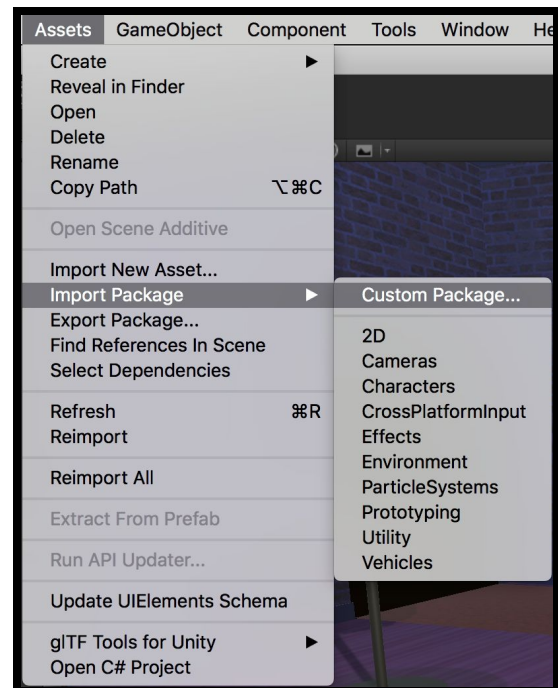 Assets GameObject Component Tools Window He
Create ▶
Reveal in Finder
Open
Delete
Rename
Copy Path ⌥⌘C
Open Scene Additive
Import New Asset...
Import Package ▶
Export Package...
Find References In Scene
Select Dependencies
Refresh ⌘R
Reimport
Reimport All
Extract From Prefab
Run API Updater...
Update UIElements Schema
glTF Tools for Unity ▶
Open C# Project
Custom Package...
2D
Cameras
Characters
CrossPlatformInput
Effects
Environment
ParticleSystems
Prototyping
Utility
Vehicles